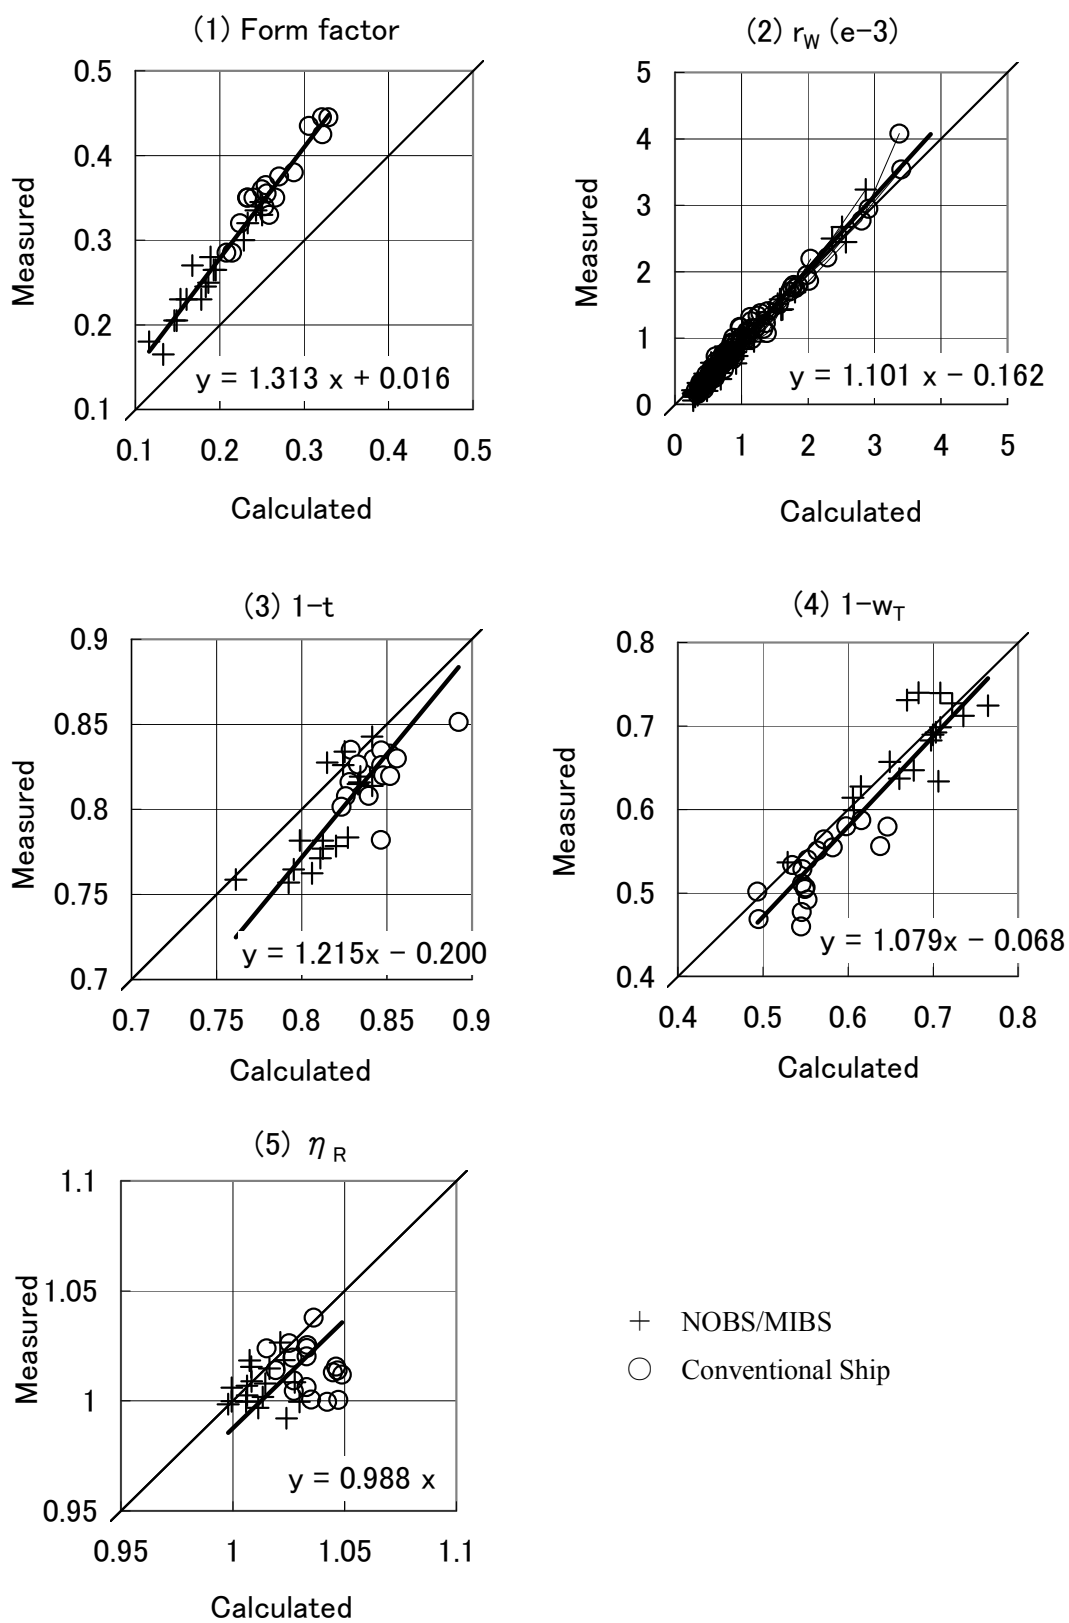 (1) Form factor
0.5
0.4
0.3
0.2
0.1
Measured
y = 1.313 x + 0.016
0.1 0.2 0.3 0.4 0.5
Calculated
(2) rW (e-3)
5
4
3
2
1
0
Measured
y = 1.101 x - 0.162
0 1 2 3 4 5
Calculated
(3) 1-t
0.9
0.85
0.8
0.75
0.7
Measured
y = 1.215x - 0.200
0.7 0.75 0.8 0.85 0.9
Calculated
(4) 1-wT
0.8
0.7
0.6
0.5
0.4
Measured
y = 1.079x - 0.068
0.4 0.5 0.6 0.7 0.8
Calculated
(5) η R
1.1
1.05
1
0.95
Measured
y = 0.988 x
0.95 1 1.05 1.1
Calculated
NOBS/MIBS
Conventional Ship